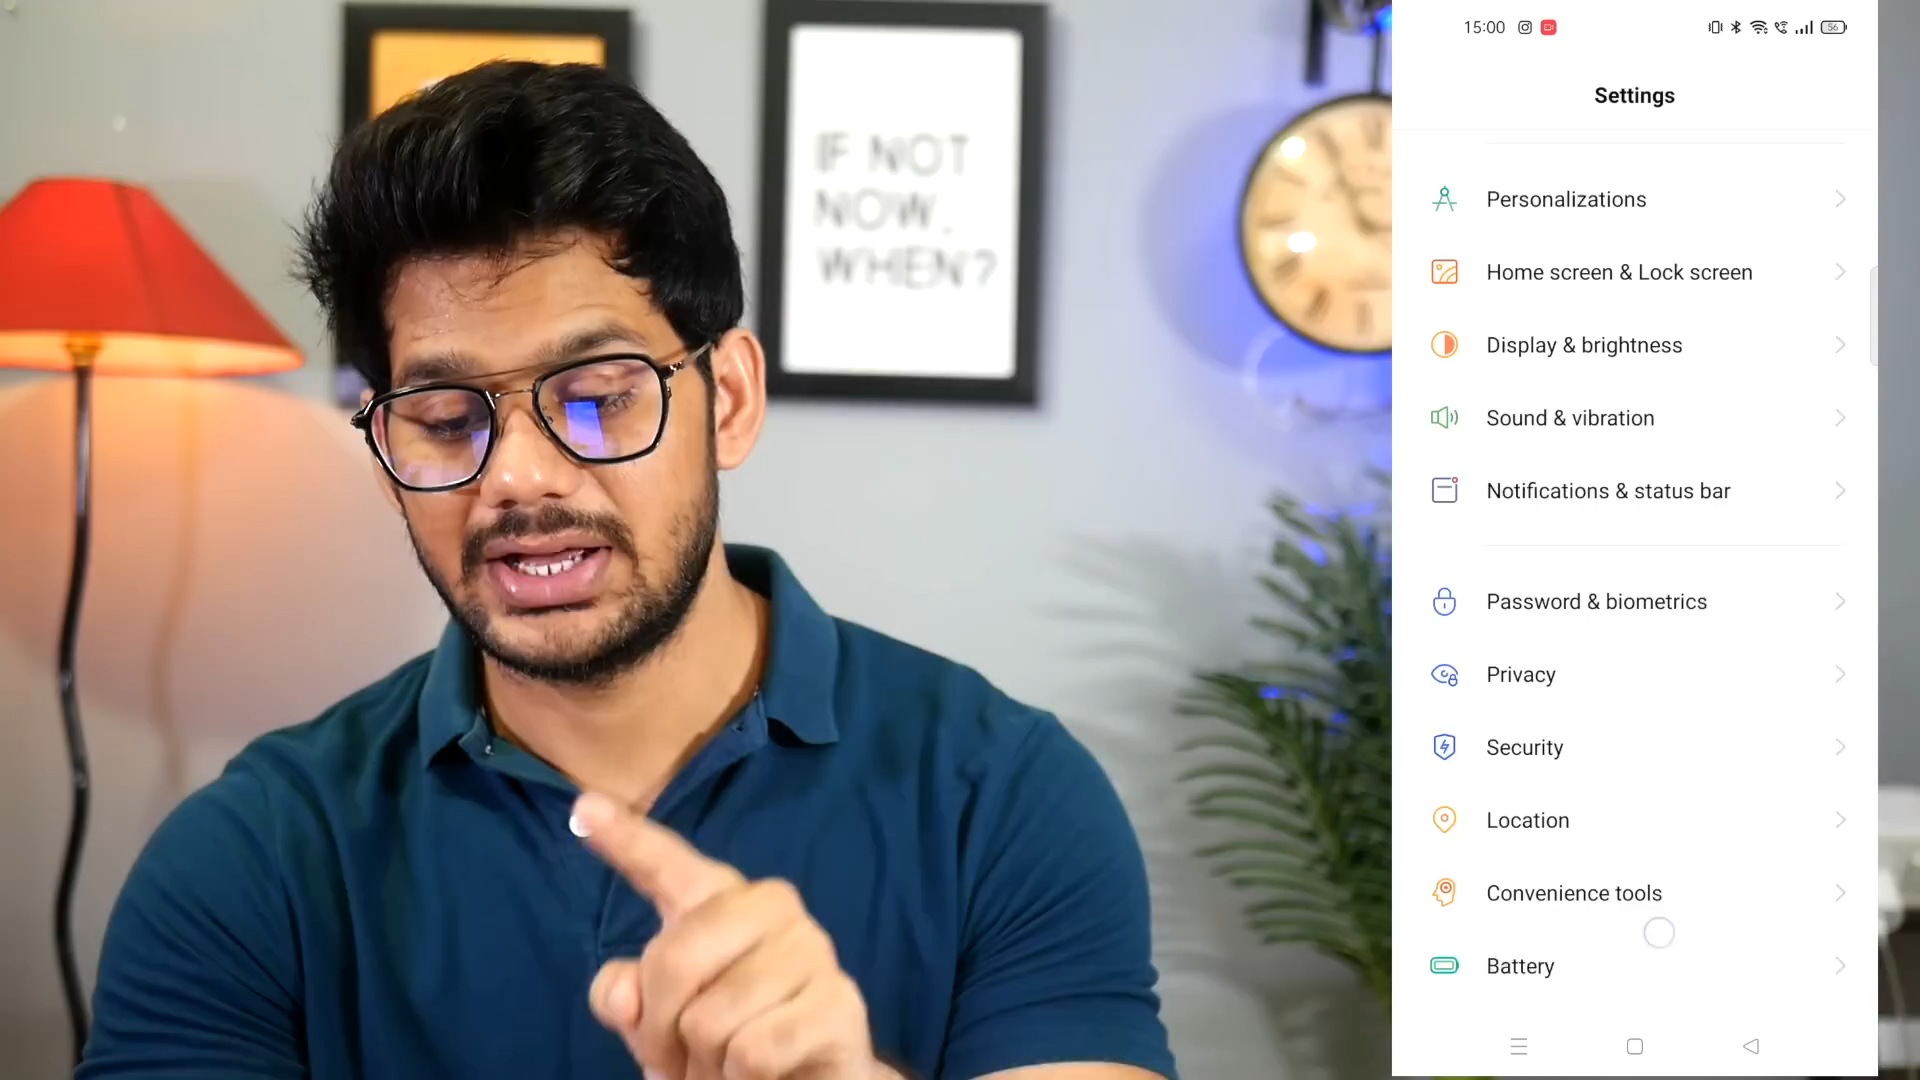 IF NOT
NOW.
WHEN?
15:00
56
Settings
Personalizations
Home screen & Lock screen
Display & brightness
Sound & vibration
Notifications & status bar
Password & biometrics
Privacy
Security
Location
Convenience tools
Battery